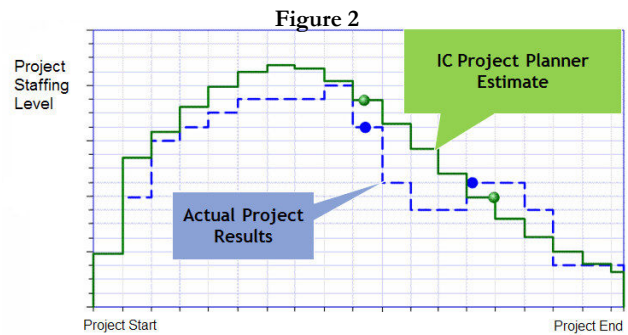 Figure 2
Project
Staffing
Level
IC Project Planner
Estimate
Actual Project
Results
Project Start
Project End